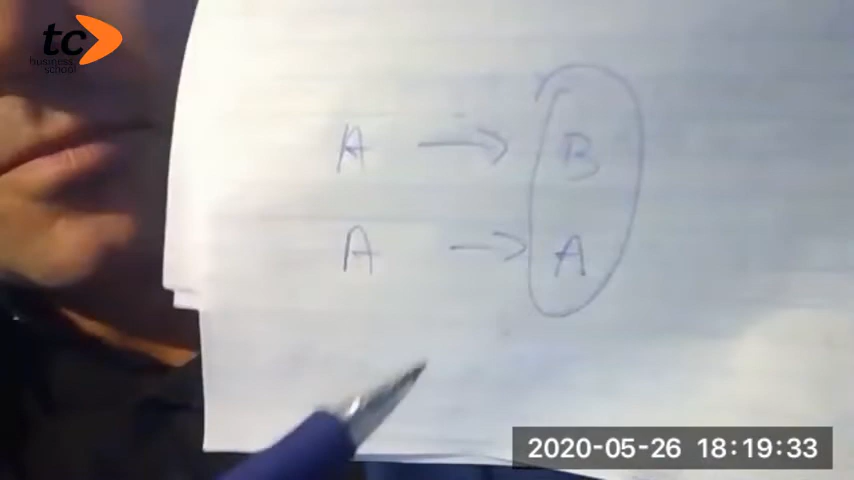 tc
business
school
A → B
A → A
2020-05-26 18:19:33